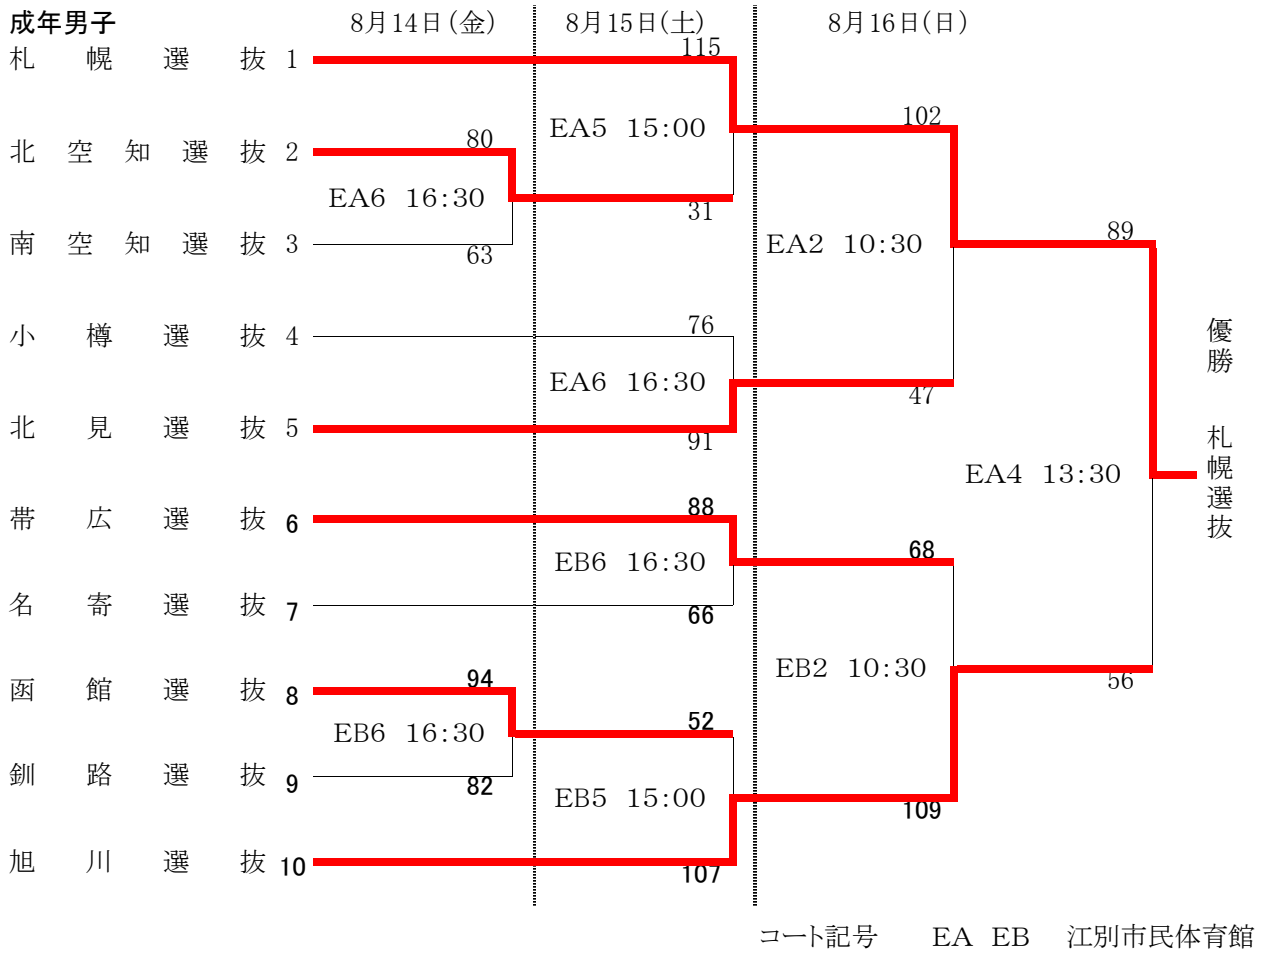 成年男子
8月14日(金)
8月15日(土)
8月16日(日)
札幌選抜 1
115
EA5 15:00
102
北空知選抜 2
80
EA6 16:30
31
南空知選抜 3
63
EA2 10:30
89
小樽選抜 4
76
EA6 16:30
47
北見選抜 5
91
優勝 札幌選抜
EA4 13:30
帯広選抜 6
88
EB6 16:30
68
名寄選抜 7
66
EB2 10:30
56
函館選抜 8
94
EB6 16:30
52
釧路選抜 9
82
EB5 15:00
109
旭川選抜 10
107
コート記号 EA EB 江別市民体育館